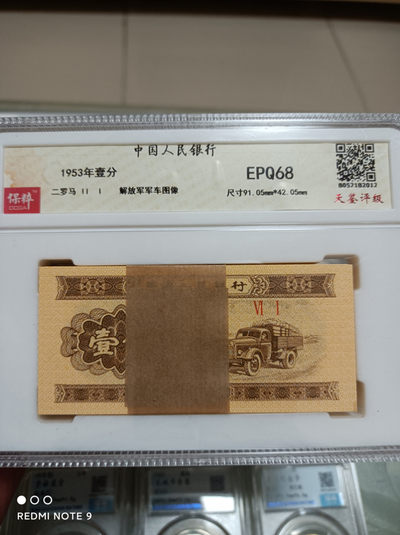 中国人民银行
1953年壹分
EPQ68
二罗马 II I 解放军军车图像
尺寸91.05mm*42.05mm
8057182012
天鉴评级
保粹
行
VI I
壹
REDMI NOTE 9